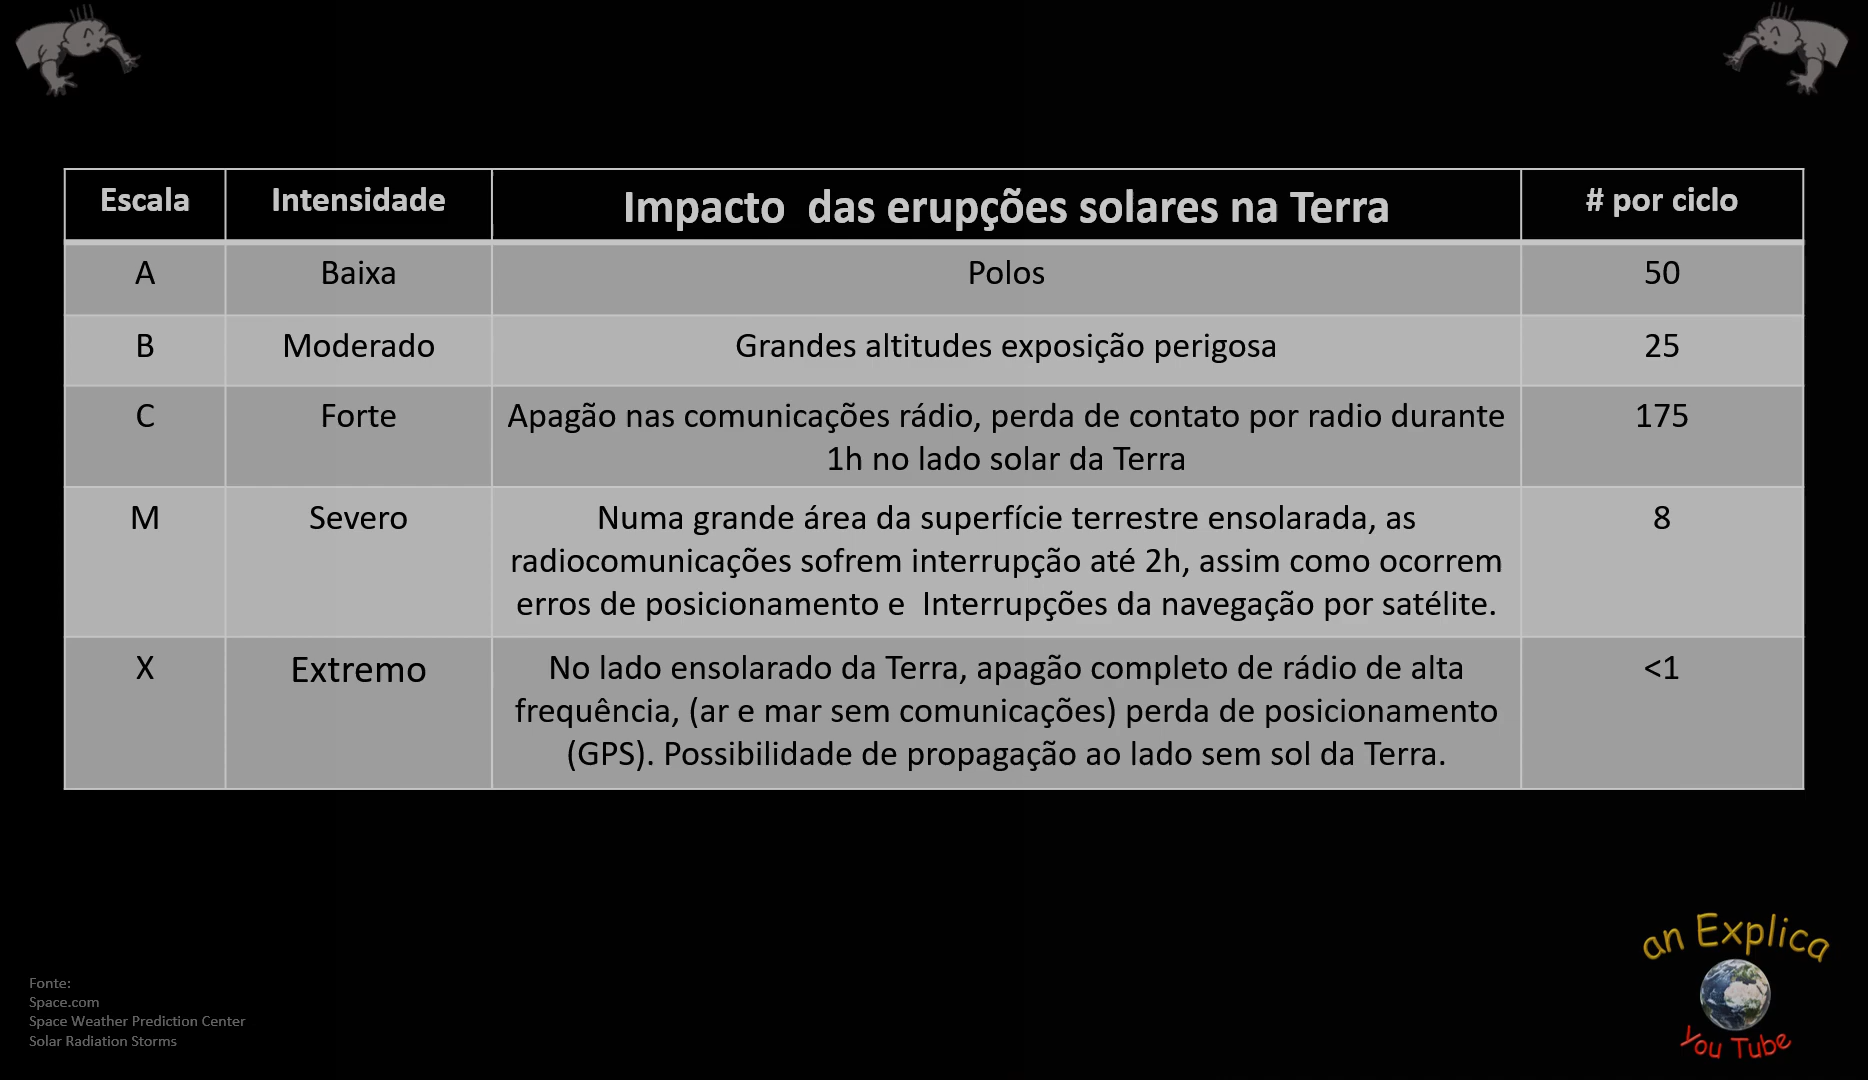 Escala
Intensidade
Impacto das erupções solares na Terra
# por ciclo
A
Baixa
Polos
50
B
Moderado
Grandes altitudes exposição perigosa
25
C
Forte
Apagão nas comunicações rádio, perda de contato por radio durante
1h no lado solar da Terra
175
M
Severo
Numa grande área da superfície terrestre ensolarada, as
radiocomunicações sofrem interrupção até 2h, assim como ocorrem
erros de posicionamento e Interrupções da navegação por satélite.
8
X
Extremo
No lado ensolarado da Terra, apagão completo de rádio de alta
frequência, (ar e mar sem comunicações) perda de posicionamento
(GPS). Possibilidade de propagação ao lado sem sol da Terra.
<1
Fonte:
Space.com
Space Weather Prediction Center
Solar Radiation Storms
an Explica
You Tube